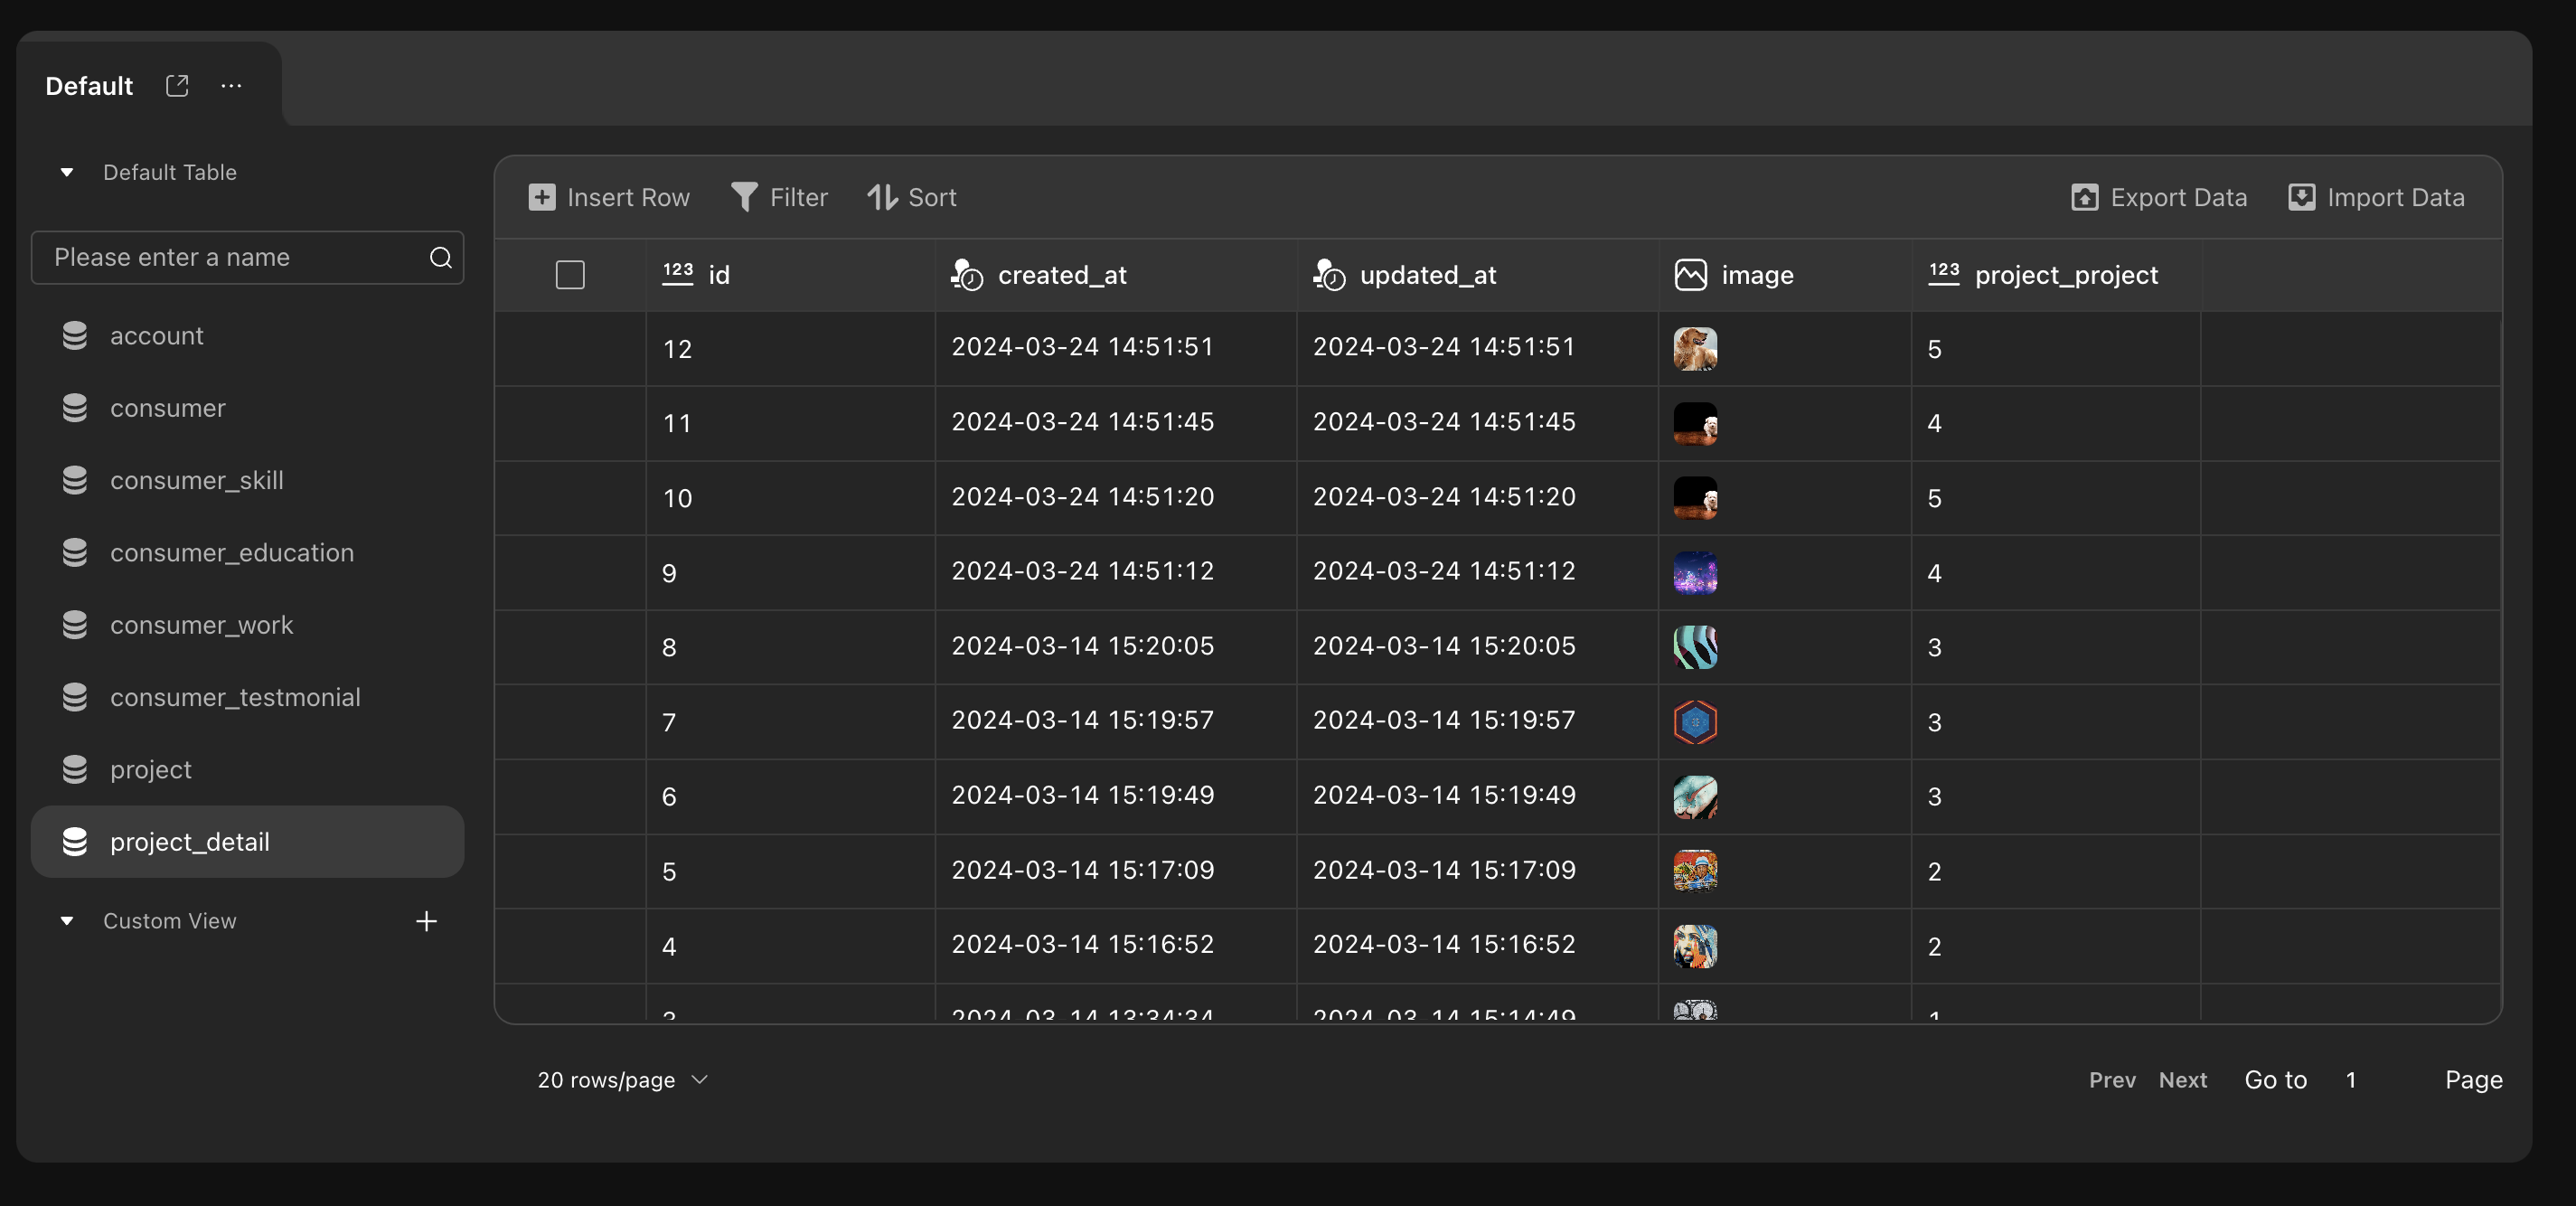 Default
Default Table
Please enter a name
account
consumer
consumer_skill
consumer_education
consumer_work
consumer_testmonial
project
project_detail
Custom View
Insert Row Filter Sort Export Data Import Data
123 id created_at updated_at image 123 project_project
12 2024-03-24 14:51:51 2024-03-24 14:51:51 5
11 2024-03-24 14:51:45 2024-03-24 14:51:45 4
10 2024-03-24 14:51:20 2024-03-24 14:51:20 5
9 2024-03-24 14:51:12 2024-03-24 14:51:12 4
8 2024-03-14 15:20:05 2024-03-14 15:20:05 3
7 2024-03-14 15:19:57 2024-03-14 15:19:57 3
6 2024-03-14 15:19:49 2024-03-14 15:19:49 3
5 2024-03-14 15:17:09 2024-03-14 15:17:09 2
4 2024-03-14 15:16:52 2024-03-14 15:16:52 2
20 rows/page Prev Next Go to 1 Page